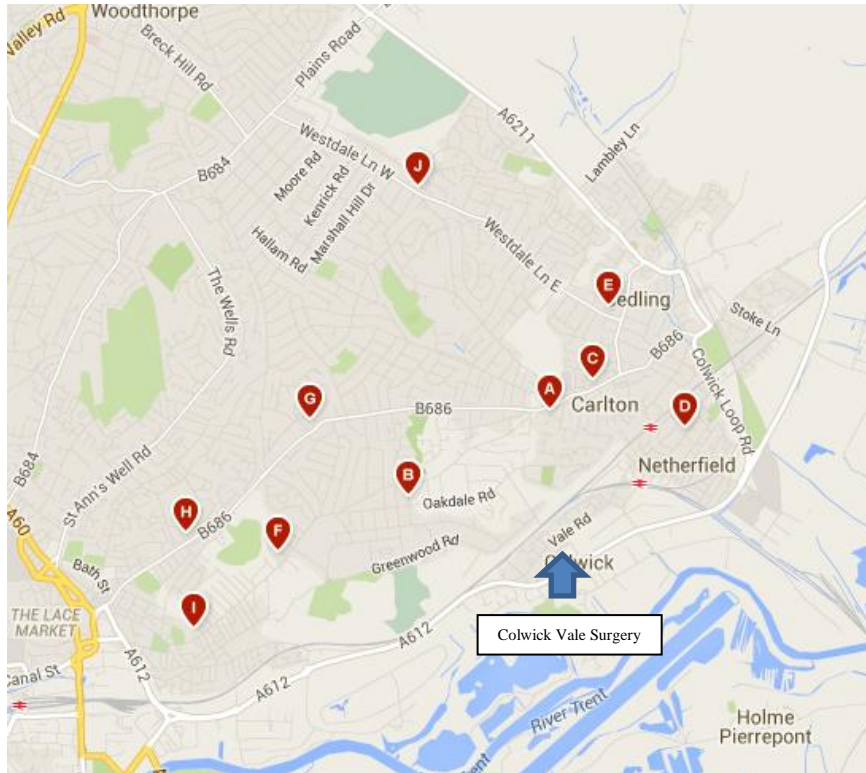 Woodthorpe
Valley Rd
Breck Hill Rd
Plains Road
A6211
Lambley Ln
Westdale Ln W
J
B684
Moore Rd
Kenrick Rd
Marshall Hill Dr
Hallam Rd
Westdale Ln E
E
edling
The Wells Rd
Stoke Ln
B686
C
Colwick Loop Rd
A
G
B686
Carlton
D
B684
St Ann's Well Rd
B
Netherfield
Oakdale Rd
H
B686
A60
F
Vale Rd
Greenwood Rd
Bath St
I
THE LACE
MARKET
Colwick Vale Surgery
A612
A612
Canal St
A612
River Trent
Holme
Pierrepont